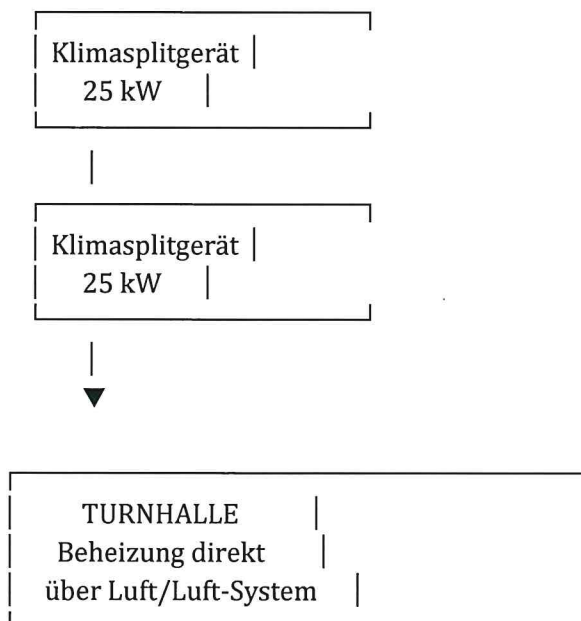 Klimasplitgerät
25 kW
Klimasplitgerät
25 kW
TURNHALLE
Beheizung direkt
über Luft/Luft-System